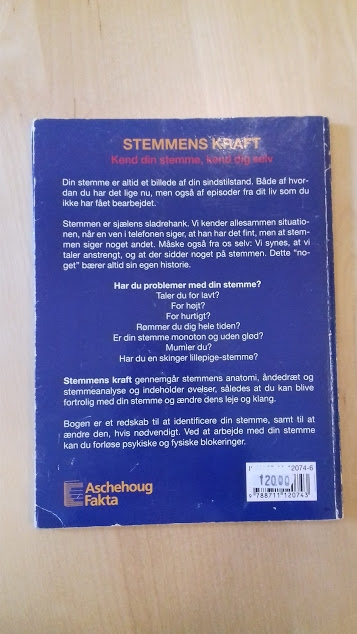 STEMMENS KRAFT
Kend din stemme, kend dig selv
Din stemme er altid et billede af din sindstilstand. Både af hvor-
dan du har det lige nu, men også af episoder fra dit liv som du
ikke har fået bearbejdet.
Stemmen er sjælens sladrehank. Vi kender allesammen situatio-
nen, når en ven i telefonen siger, at han har det fint, men at stem-
men siger noget andet. Måske også fra os selv: Vi synes, at vi
taler anstrengt, og at der sidder noget på stemmen. Dette "no-
get" bærer altid sin egen historie.
Har du problemer med din stemme?
Taler du for lavt?
For højt?
For hurtigt?
Rømmer du dig hele tiden?
Er din stemme monoton og uden glød?
Mumler du?
Har du en skinger lillepige-stemme?
Stemmens kraft gennemgår stemmens anatomi, åndedræt og
stemmeanalyse og indeholder øvelser, således at du kan blive
fortrolig med din stemme og ændre dens leje og klang.
Bogen er et redskab til at identificere din stemme, samt til at
ændre den, hvis nødvendigt. Ved at arbejde med din stemme
kan du forløse psykiske og fysiske blokeringer.
Aschehoug
Fakta
12074-6
120.00
9 788711 120743